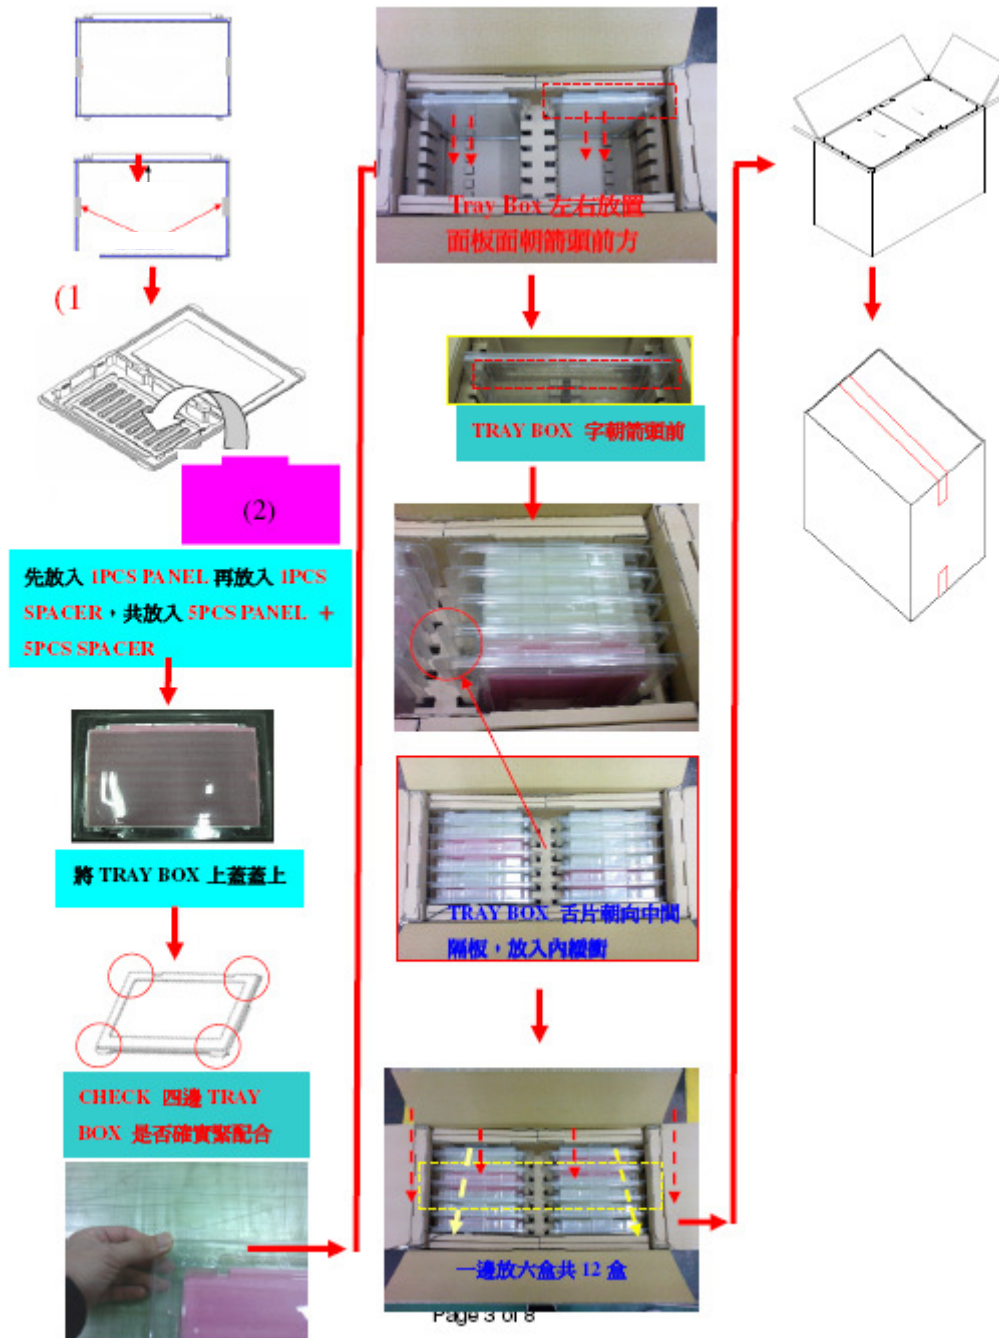 (1
(2)
先放入 1PCS PANEL 再放入 1PCS
SPACER，共放入 5PCS PANEL ＋
5PCS SPACER
將 TRAY BOX 上蓋蓋上
CHECK 四邊 TRAY
BOX 是否確實緊配合
Tray Box 左右放置
面板面朝箭頭前方
TRAY BOX 字朝箭頭前
TRAY BOX 舌片朝向中間
隔板，放入內緩衝
一邊放六盒共 12 盒
Page 3 of 8